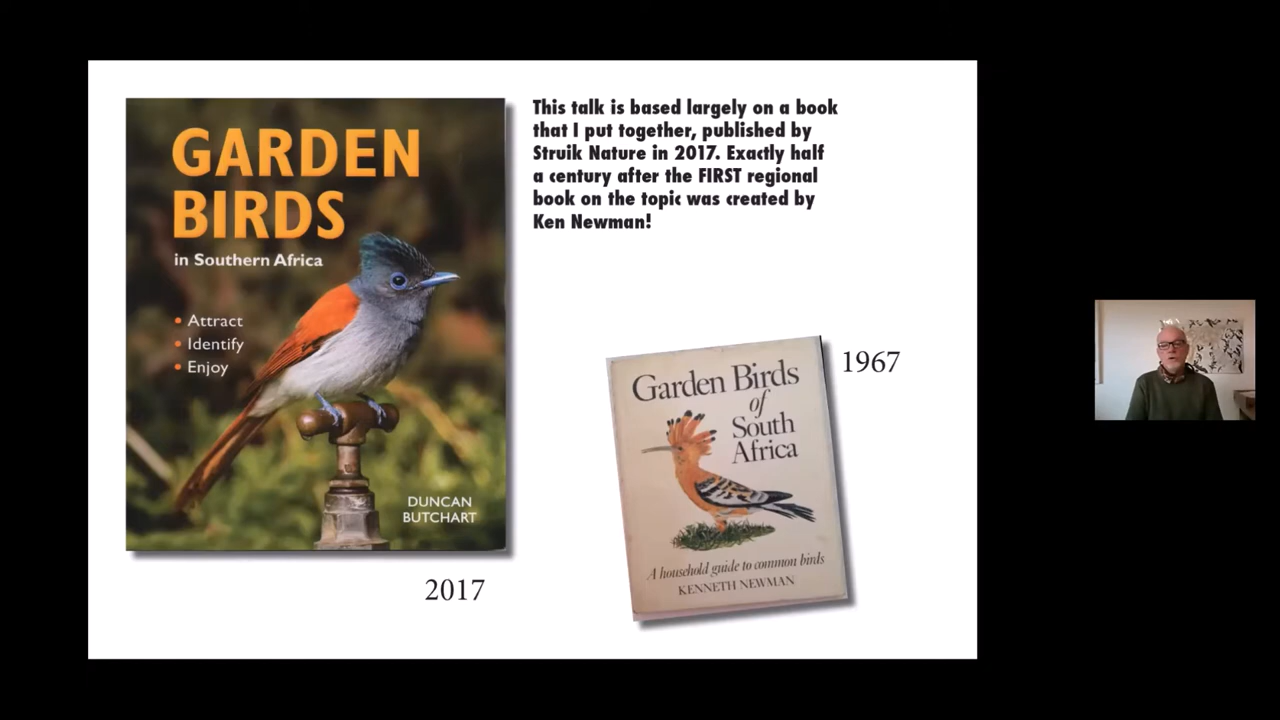 GARDEN
BIRDS
in Southern Africa
• Attract
• Identify
• Enjoy
DUNCAN
BUTCHART
2017
This talk is based largely on a book
that I put together, published by
Struik Nature in 2017. Exactly half
a century after the FIRST regional
book on the topic was created by
Ken Newman!
1967
Garden Birds
of
South
Africa
A household guide to common birds
KENNETH NEWMAN